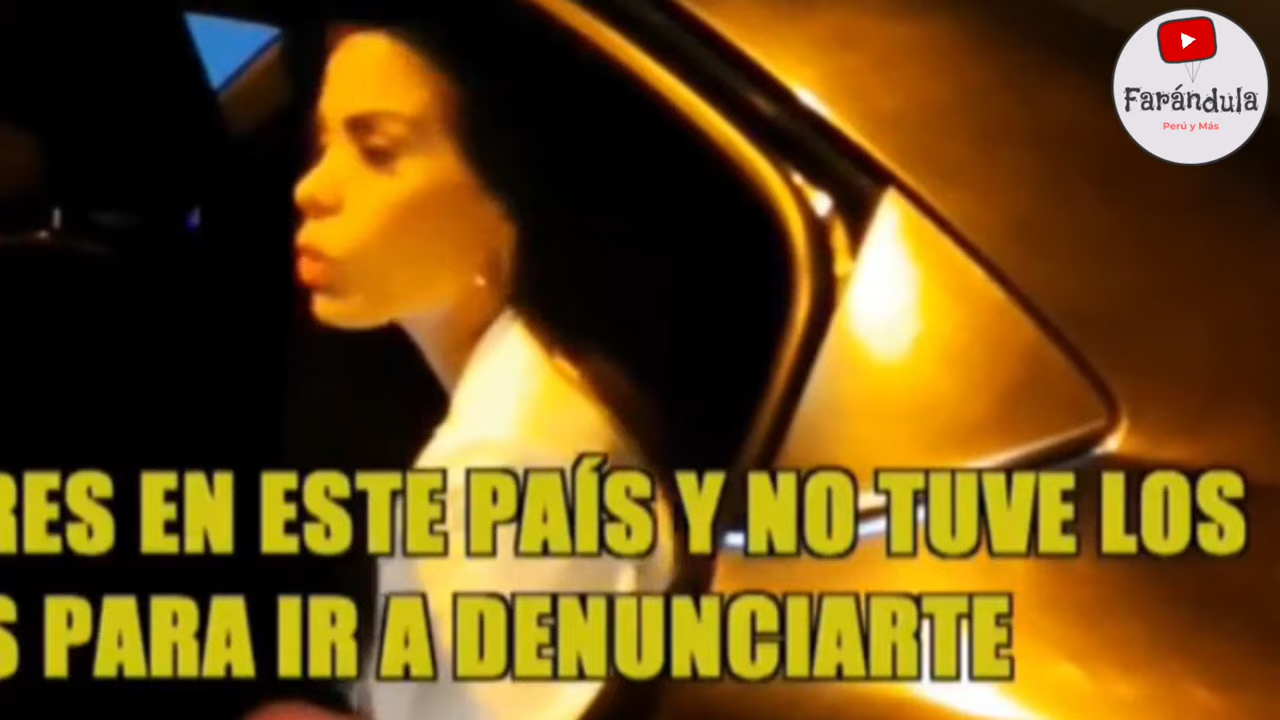 Farándula
Perú y Más
RES EN ESTE PAÍS Y NO TUVE LOS
S PARA IR A DENUNCIARTE